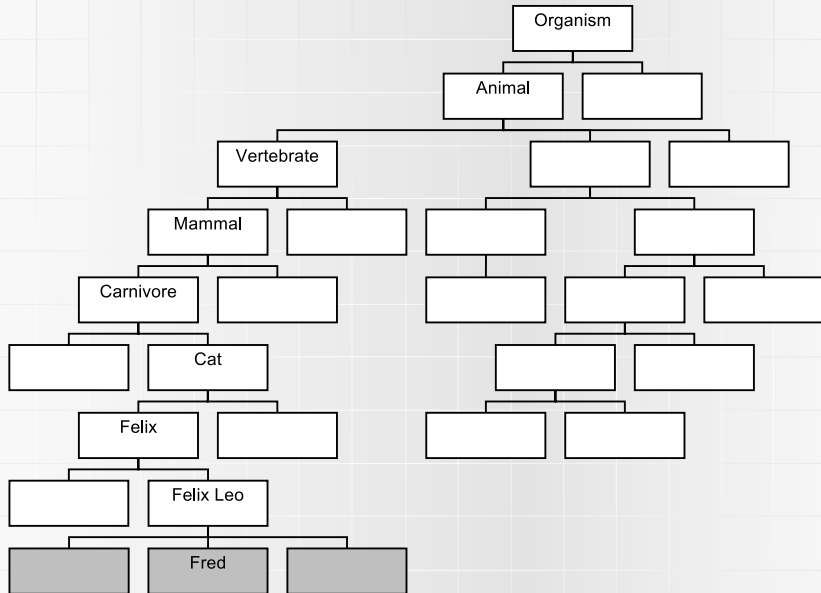 Organism
Animal
Vertebrate
Mammal
Carnivore
Cat
Felix
Felix Leo
Fred